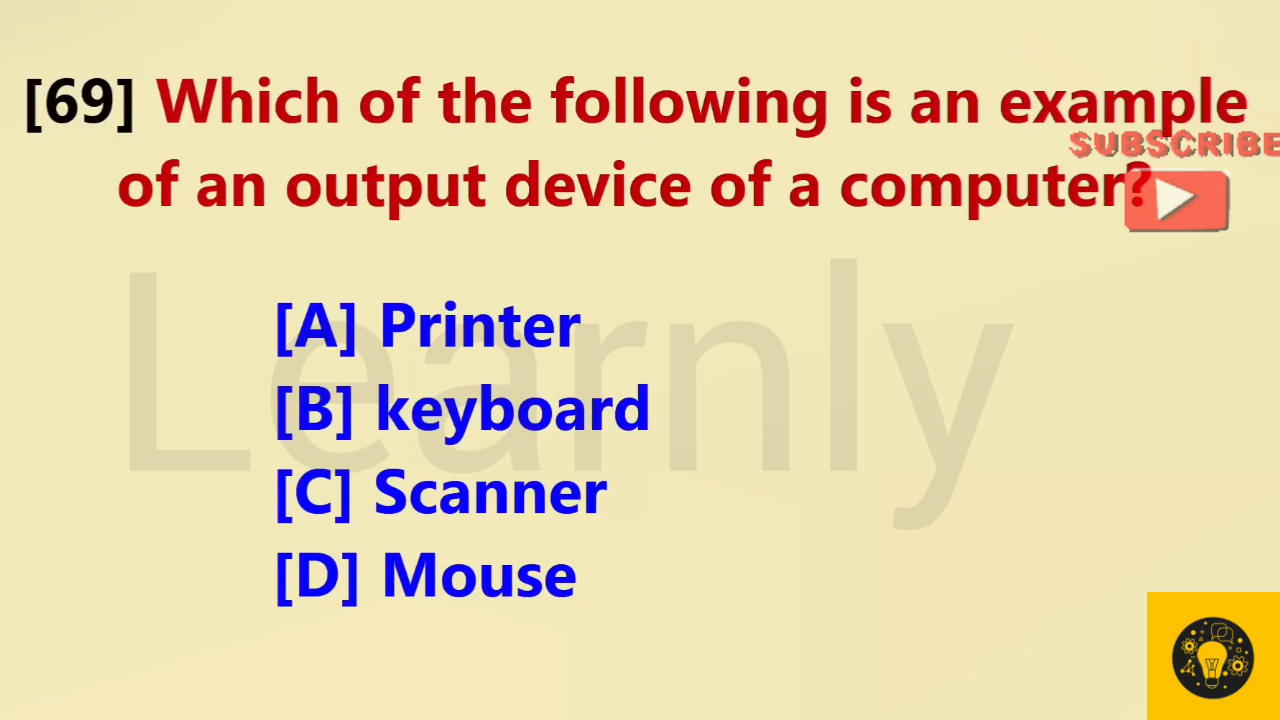 [69] Which of the following is an example
SUBSCRIBE
of an output device of a computer?
Learnly
[A] Printer
[B] keyboard
[C] Scanner
[D] Mouse